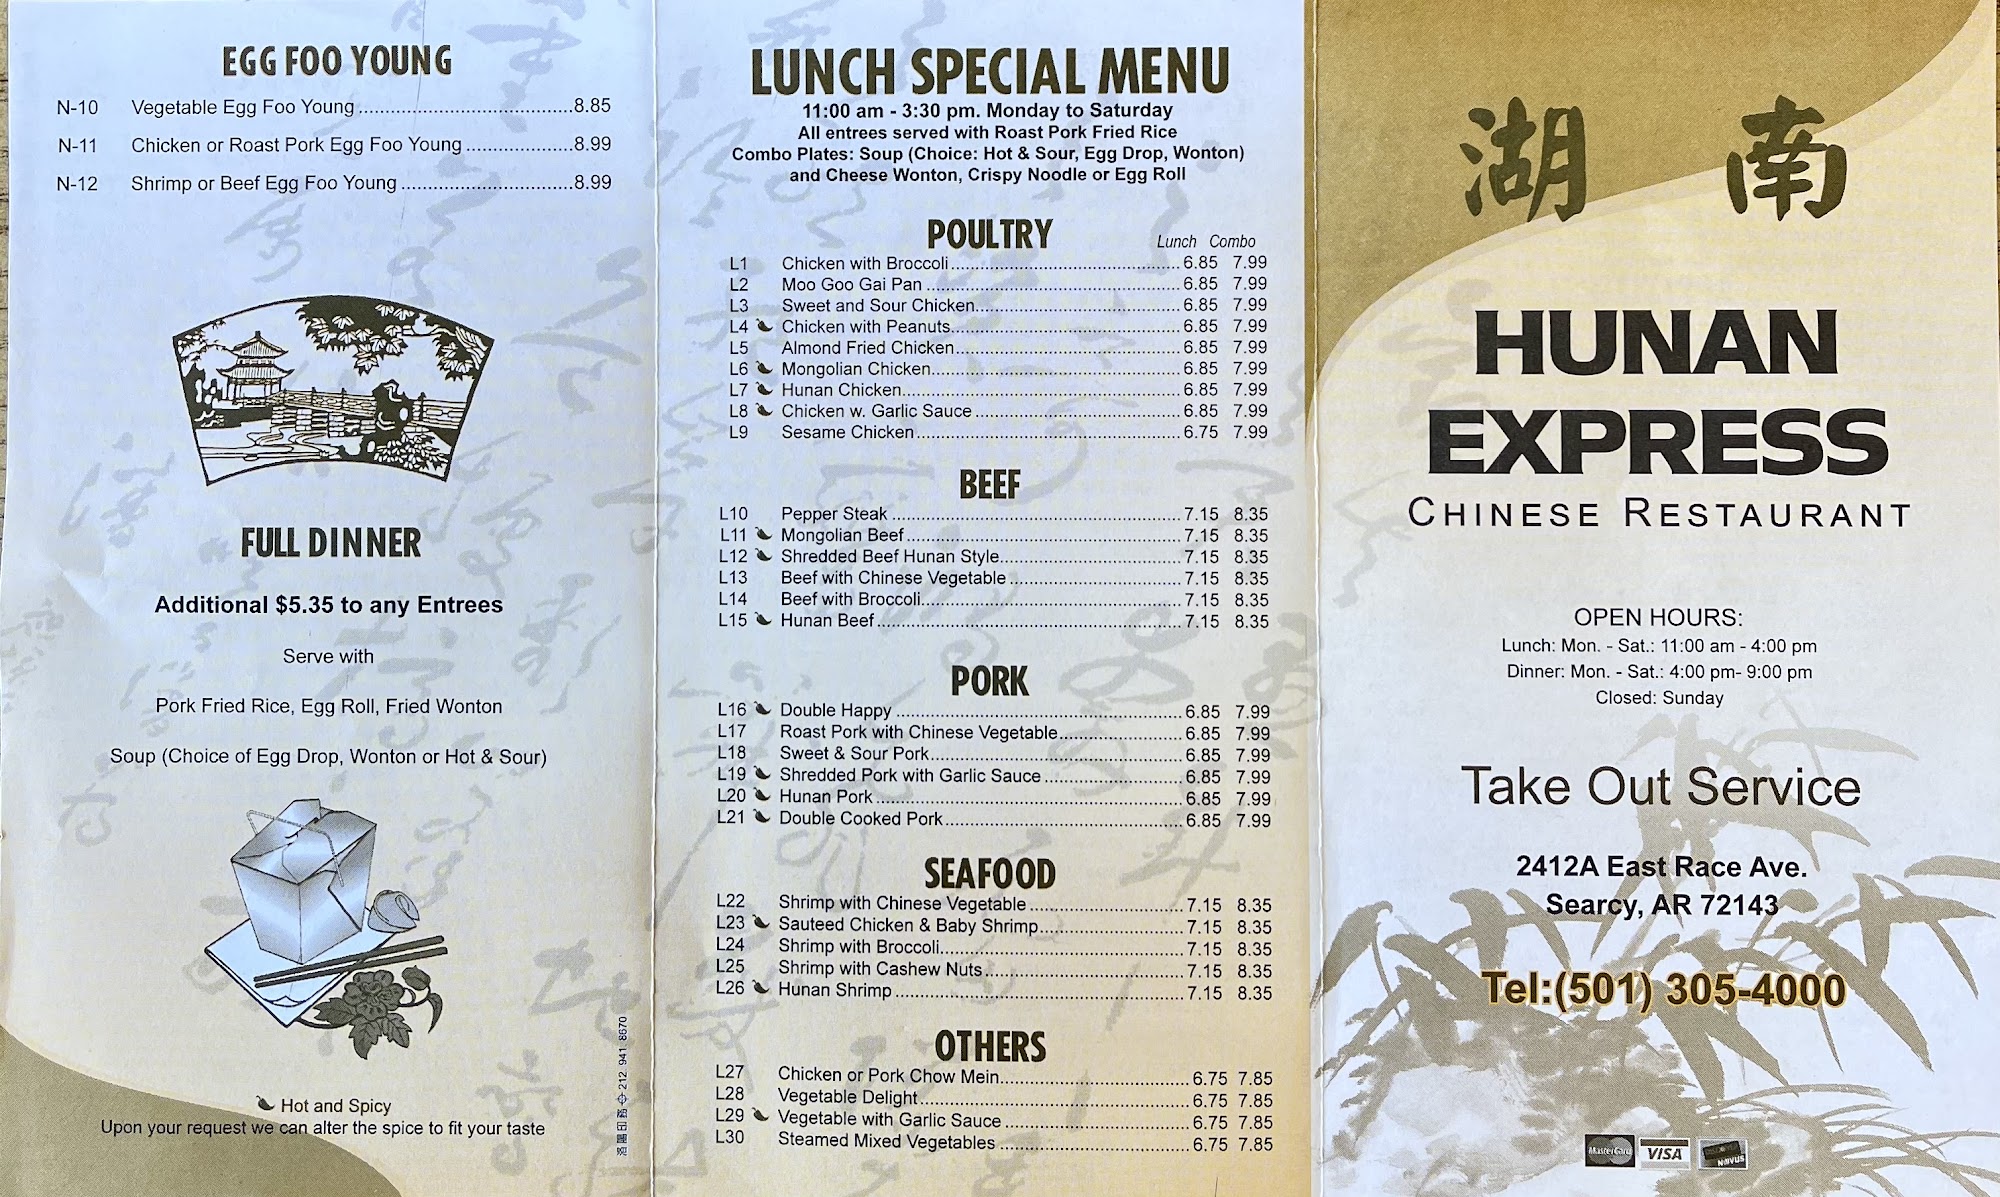 EGG FOO YOUNG
N-10 Vegetable Egg Foo Young 8.85
N-11 Chicken or Roast Pork Egg Foo Young 8.99
N-12 Shrimp or Beef Egg Foo Young 8.99
FULL DINNER
Additional $5.35 to any Entrees
Serve with
Pork Fried Rice, Egg Roll, Fried Wonton
Soup (Choice of Egg Drop, Wonton or Hot & Sour)
Hot and Spicy
Upon your request we can alter the spice to fit your taste
212 941 8670
LUNCH SPECIAL MENU
11:00 am - 3:30 pm. Monday to Saturday
All entrees served with Roast Pork Fried Rice
Combo Plates: Soup (Choice: Hot & Sour, Egg Drop, Wonton)
and Cheese Wonton, Crispy Noodle or Egg Roll
POULTRY
Lunch Combo
L1 Chicken with Broccoli 6.85 7.99
L2 Moo Goo Gai Pan 6.85 7.99
L3 Sweet and Sour Chicken 6.85 7.99
L4 Chicken with Peanuts 6.85 7.99
L5 Almond Fried Chicken 6.85 7.99
L6 Mongolian Chicken 6.85 7.99
L7 Hunan Chicken 6.85 7.99
L8 Chicken w. Garlic Sauce 6.85 7.99
L9 Sesame Chicken 6.75 7.99
BEEF
L10 Pepper Steak 7.15 8.35
L11 Mongolian Beef 7.15 8.35
L12 Shredded Beef Hunan Style 7.15 8.35
L13 Beef with Chinese Vegetable 7.15 8.35
L14 Beef with Broccoli 7.15 8.35
L15 Hunan Beef 7.15 8.35
PORK
L16 Double Happy 6.85 7.99
L17 Roast Pork with Chinese Vegetable 6.85 7.99
L18 Sweet & Sour Pork 6.85 7.99
L19 Shredded Pork with Garlic Sauce 6.85 7.99
L20 Hunan Pork 6.85 7.99
L21 Double Cooked Pork 6.85 7.99
SEAFOOD
L22 Shrimp with Chinese Vegetable 7.15 8.35
L23 Sauteed Chicken & Baby Shrimp 7.15 8.35
L24 Shrimp with Broccoli 7.15 8.35
L25 Shrimp with Cashew Nuts 7.15 8.35
L26 Hunan Shrimp 7.15 8.35
OTHERS
L27 Chicken or Pork Chow Mein 6.75 7.85
L28 Vegetable Delight 6.75 7.85
L29 Vegetable with Garlic Sauce 6.75 7.85
L30 Steamed Mixed Vegetables 6.75 7.85
湖 南
HUNAN
EXPRESS
CHINESE RESTAURANT
OPEN HOURS:
Lunch: Mon. - Sat.: 11:00 am - 4:00 pm
Dinner: Mon. - Sat.: 4:00 pm- 9:00 pm
Closed: Sunday
Take Out Service
2412A East Race Ave.
Searcy, AR 72143
Tel:(501) 305-4000
MasterCard VISA NOVUS